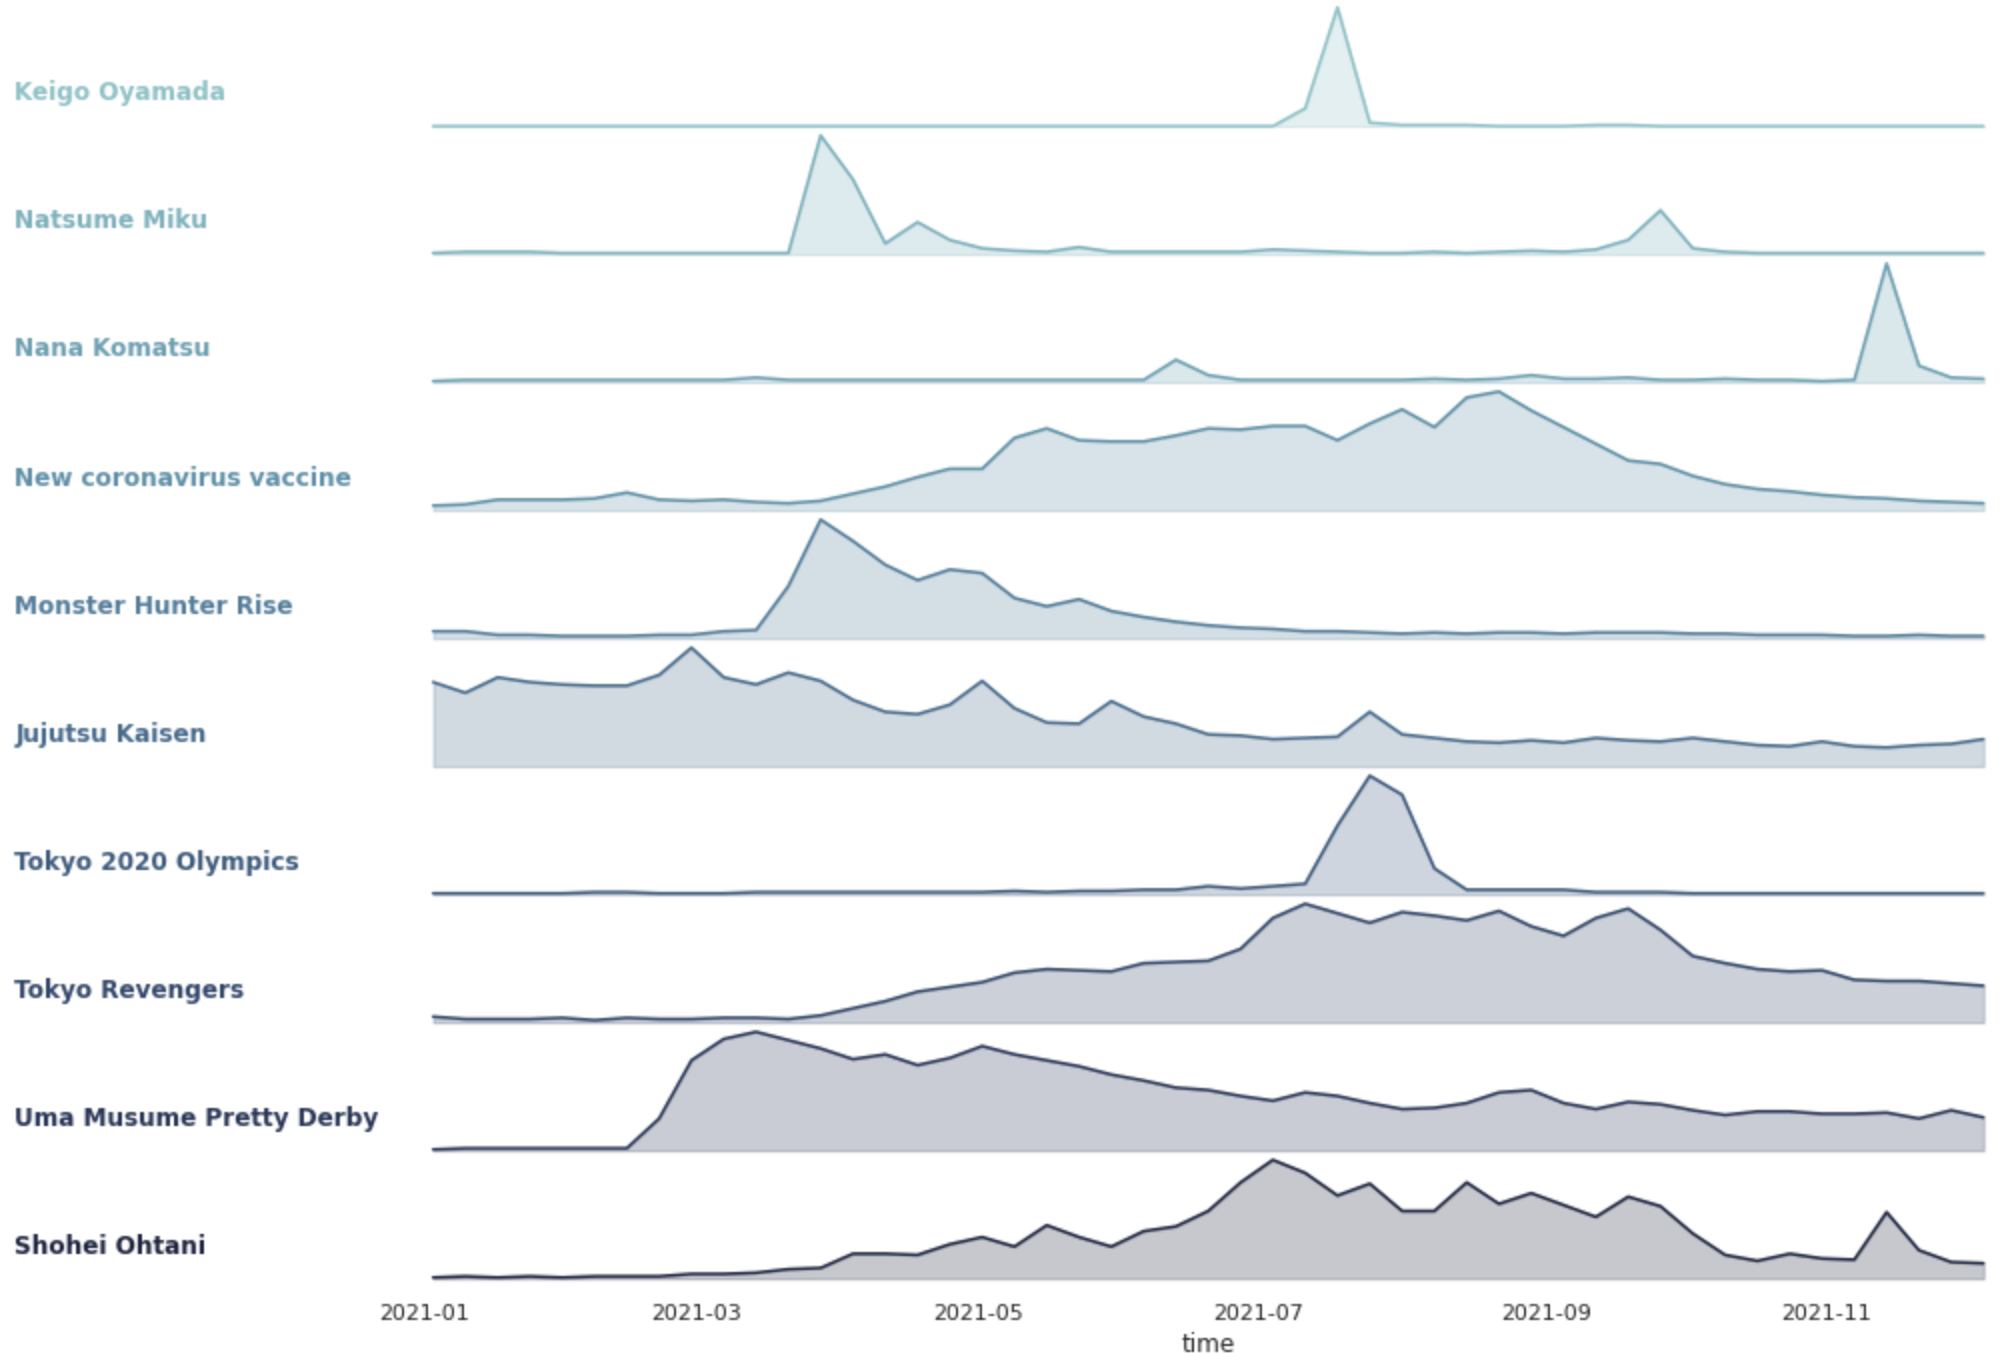 Keigo Oyamada
Natsume Miku
Nana Komatsu
New coronavirus vaccine
Monster Hunter Rise
Jujutsu Kaisen
Tokyo 2020 Olympics
Tokyo Revengers
Uma Musume Pretty Derby
Shohei Ohtani
2021-01 2021-03 2021-05 2021-07 2021-09 2021-11
time